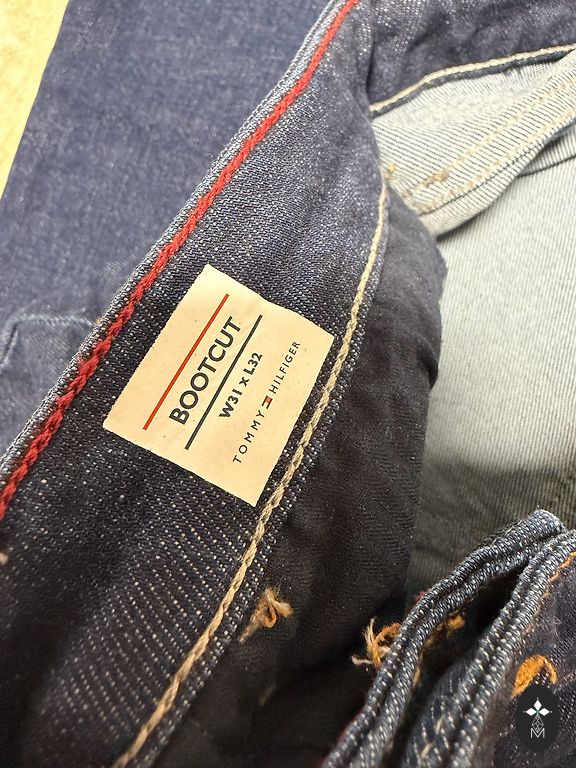 BOOTCUT
W31 x L32
TOMMY HILFIGER
M